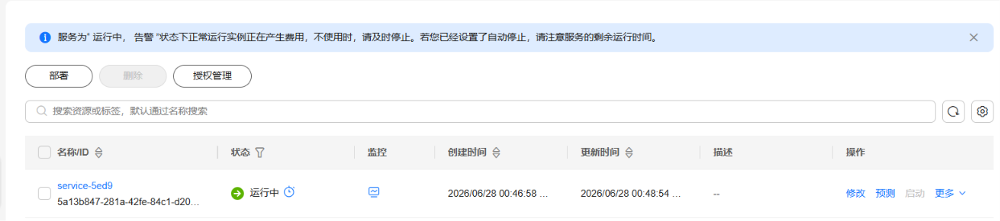 服务为“ 运行中， 告警 ”状态下正常运行实例正在产生费用，不使用时，请及时停止。若您已经设置了自动停止，请注意服务的剩余运行时间。
部署 删除 授权管理
搜索资源或标签，默认通过名称搜索
名称/ID 状态 监控 创建时间 更新时间 描述 操作
service-5ed9
运行中 2026/06/28 00:46:58 ... 2026/06/28 00:48:54 ... -- 修改 预测 启动 更多
5a13b847-281a-42fe-84c1-d20...